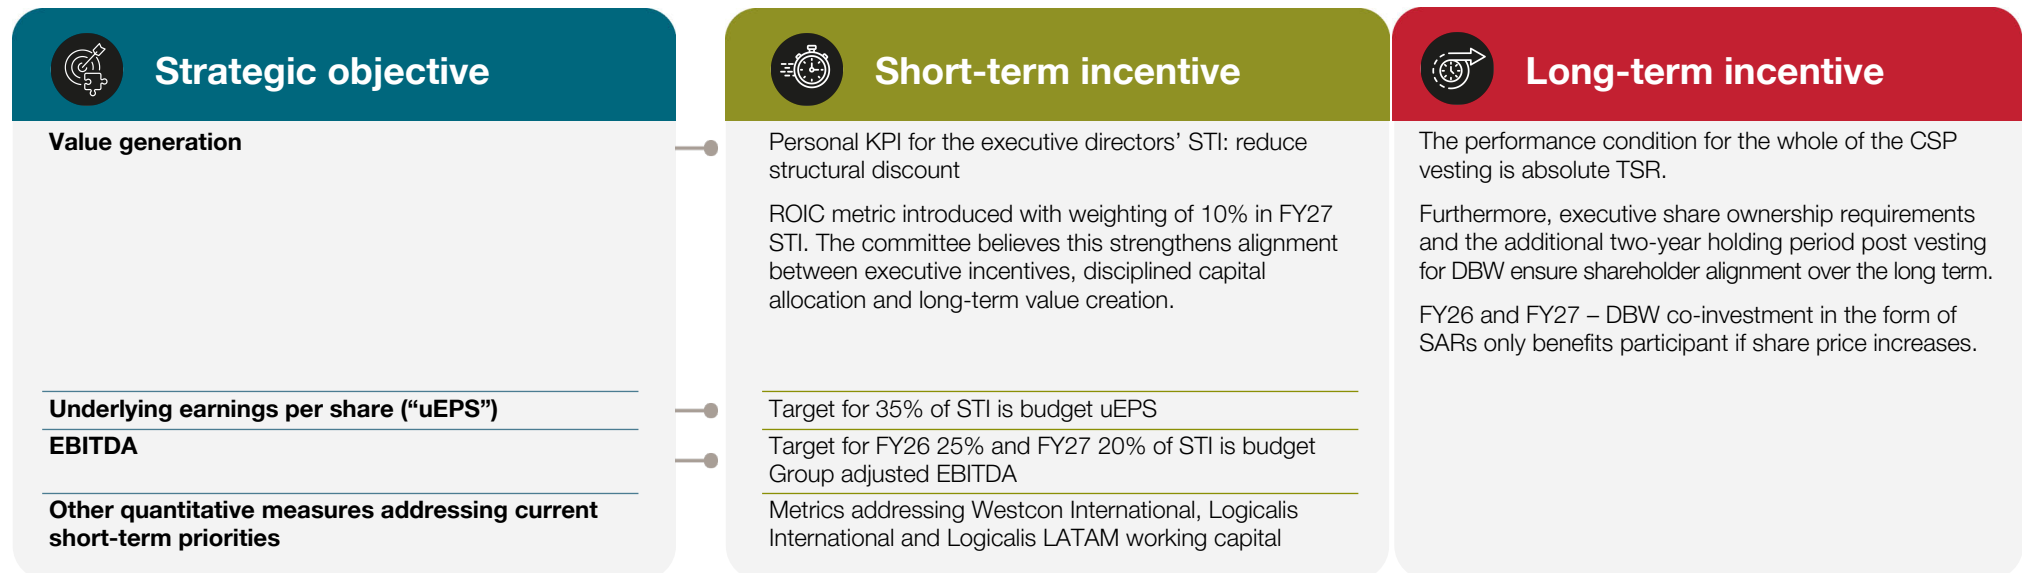 Strategic objective
Value generation
Underlying earnings per share (“uEPS”)
EBITDA
Other quantitative measures addressing current
short-term priorities
Short-term incentive
Personal KPI for the executive directors’ STI: reduce
structural discount
ROIC metric introduced with weighting of 10% in FY27
STI. The committee believes this strengthens alignment
between executive incentives, disciplined capital
allocation and long-term value creation.
Target for 35% of STI is budget uEPS
Target for FY26 25% and FY27 20% of STI is budget
Group adjusted EBITDA
Metrics addressing Westcon International, Logicalis
International and Logicalis LATAM working capital
Long-term incentive
The performance condition for the whole of the CSP
vesting is absolute TSR.
Furthermore, executive share ownership requirements
and the additional two-year holding period post vesting
for DBW ensure shareholder alignment over the long term.
FY26 and FY27 – DBW co-investment in the form of
SARs only benefits participant if share price increases.